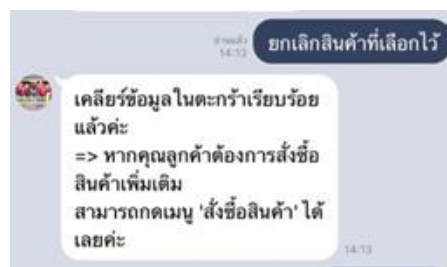 ยกเลิกสินค้าที่เลือกไว้
อ่านแล้ว
14:13
เคลียร์ข้อมูลในตะกร้าเรียบร้อย
แล้วค่ะ
=> หากคุณลูกค้าต้องการสั่งซื้อ
สินค้าเพิ่มเติม
สามารถกดเมนู 'สั่งซื้อสินค้า' ได้
เลยค่ะ
14:13